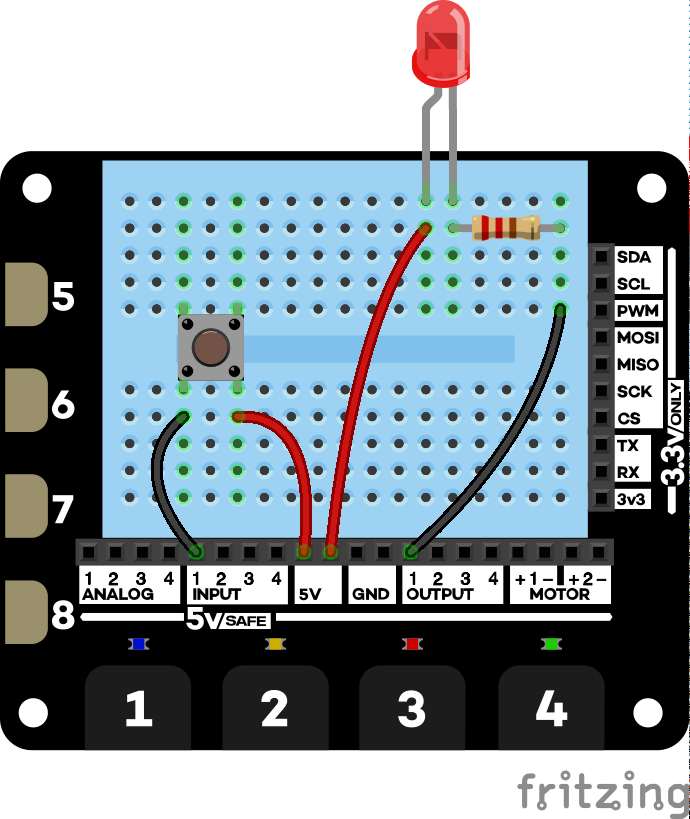 SDA
SCL
PWM
MOSI
MISO
SCK
CS
TX
RX
3v3
3.3v ONLY
5
6
7
8
1 2 3 4 1 2 3 4 1 2 3 4 +1- +2-
ANALOG INPUT 5V GND OUTPUT MOTOR
5v/SAFE
1 2 3 4
fritzing